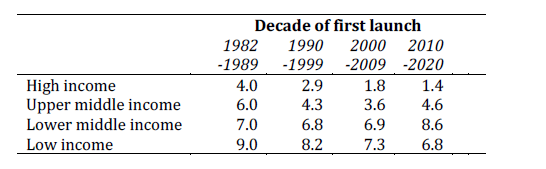 Decade of first launch
1982 1990 2000 2010
-1989 -1999 -2009 -2020
High income 4.0 2.9 1.8 1.4
Upper middle income 6.0 4.3 3.6 4.6
Lower middle income 7.0 6.8 6.9 8.6
Low income 9.0 8.2 7.3 6.8